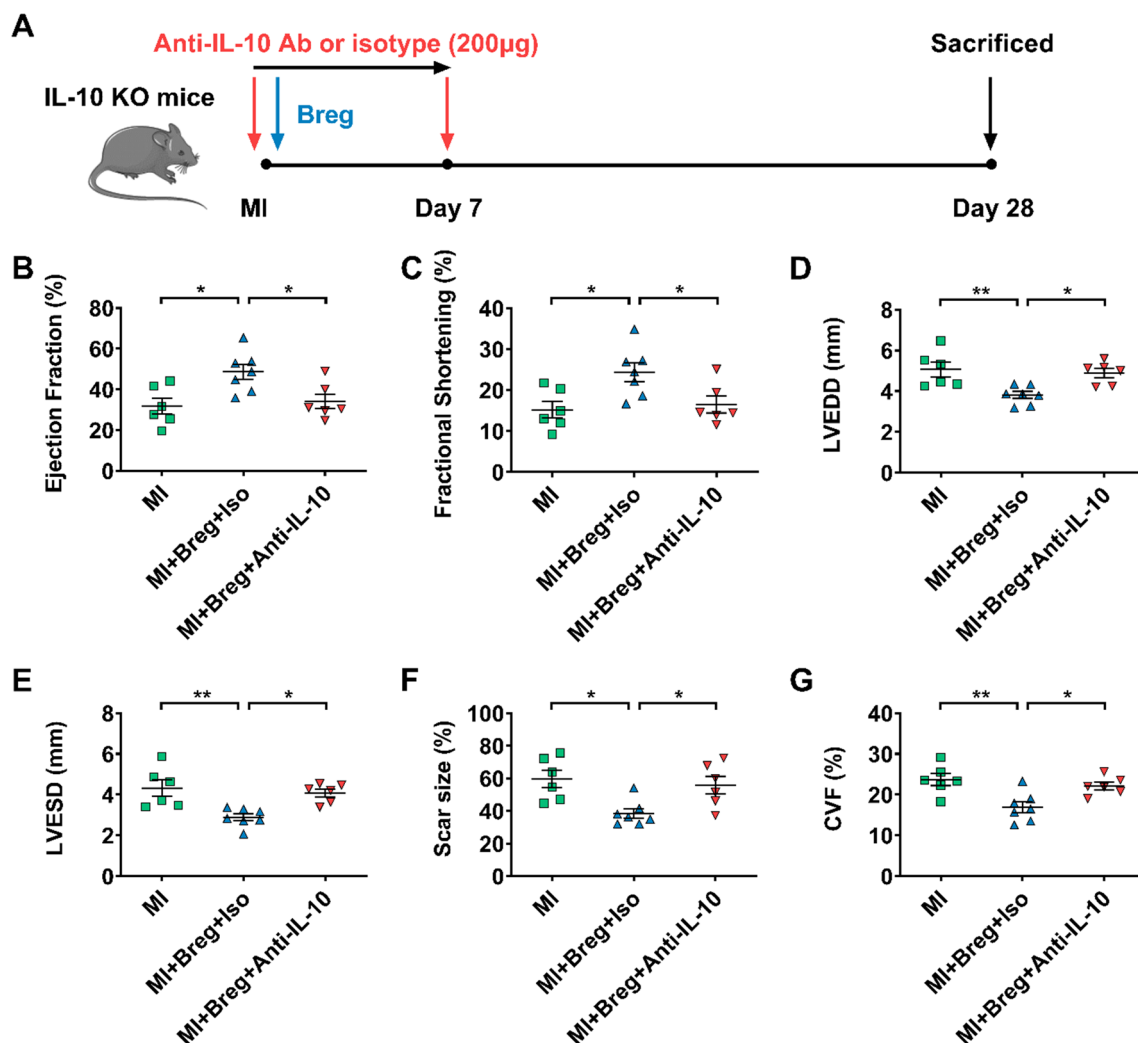 A
Anti-IL-10 Ab or isotype (200μg)
Sacrificed
IL-10 KO mice
Breg
MI
Day 7
Day 28
B
Ejection Fraction (%)
80
60
40
20
0
*
*
MI
MI+Breg+Iso
MI+Breg+Anti-IL-10
C
Fractional Shortening (%)
40
30
20
10
0
*
*
MI
MI+Breg+Iso
MI+Breg+Anti-IL-10
D
LVEDD (mm)
8
6
4
2
0
**
*
MI
MI+Breg+Iso
MI+Breg+Anti-IL-10
E
LVESD (mm)
8
6
4
2
0
**
*
MI
MI+Breg+Iso
MI+Breg+Anti-IL-10
F
Scar size (%)
100
80
60
40
20
0
*
*
MI
MI+Breg+Iso
MI+Breg+Anti-IL-10
G
CVF (%)
40
30
20
10
0
**
*
MI
MI+Breg+Iso
MI+Breg+Anti-IL-10